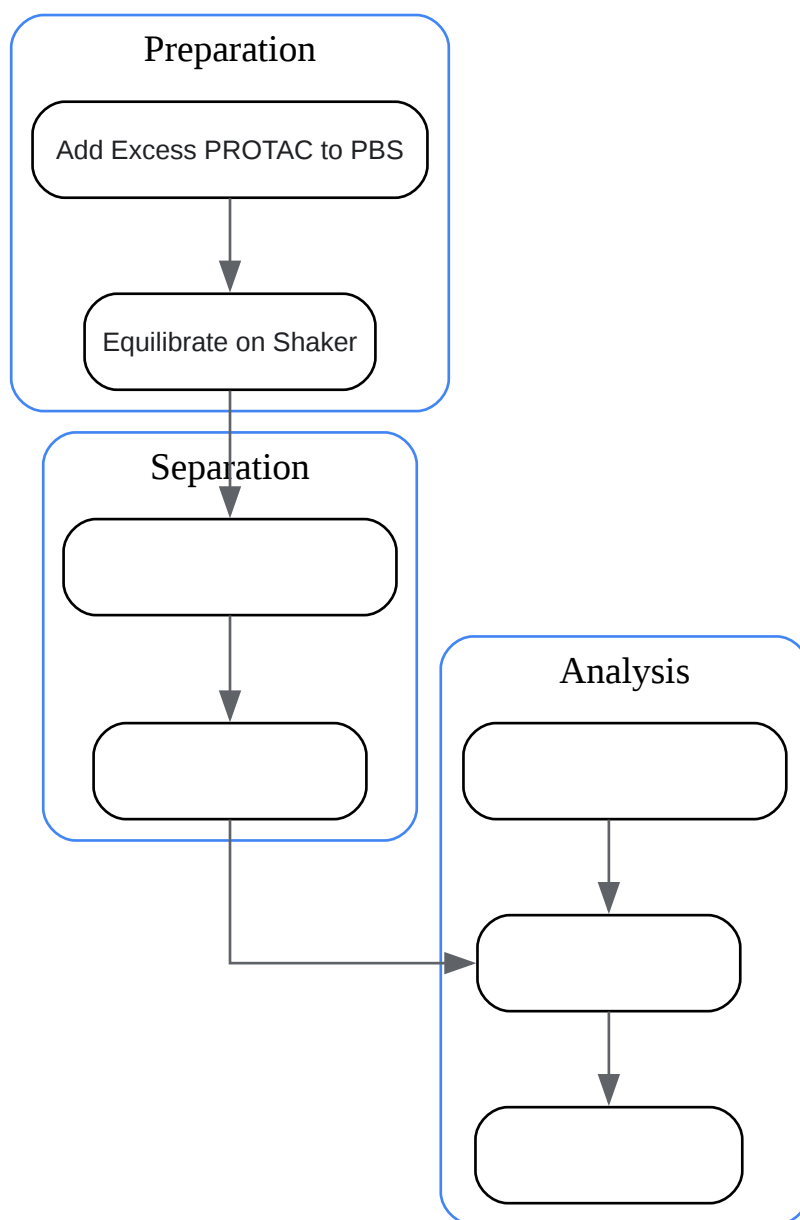 Preparation
Add Excess PROTAC to PBS
Equilibrate on Shaker
Separation
Analysis